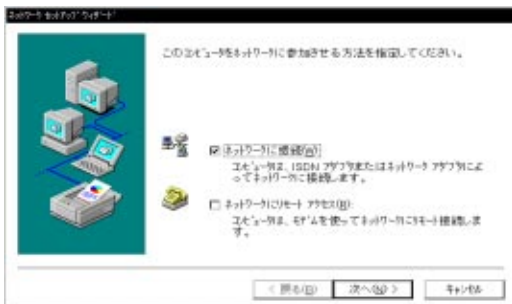 ネットワーク セットアップ ウィザード
このコンピュータをネットワークに参加させる方法を指定してください。
ネットワークに接続(W):
コンピュータは、ISDN アダプタまたはネットワーク アダプタによ
ってネットワークに接続します。
ネットワークにリモート アクセス(R):
コンピュータは、モデムを使ってネットワークにリモート接続しま
す。
< 戻る(B)
次へ(N) >
キャンセル